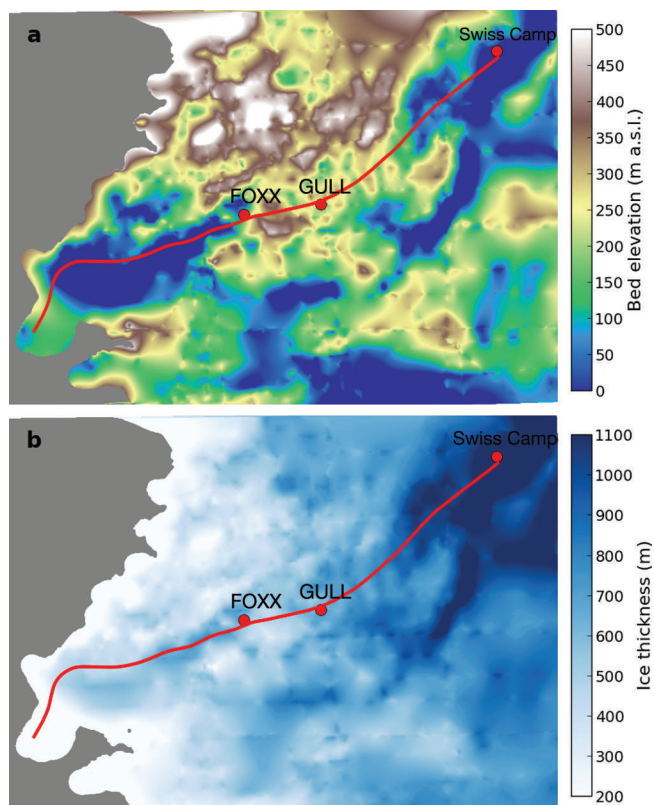 a
Swiss Camp
FOXX
GULL
500
450
400
350
300
250
200
150
100
50
0
Bed elevation (m a.s.l.)
b
Swiss Camp
FOXX
GULL
1100
1000
900
800
700
600
500
400
300
200
Ice thickness (m)